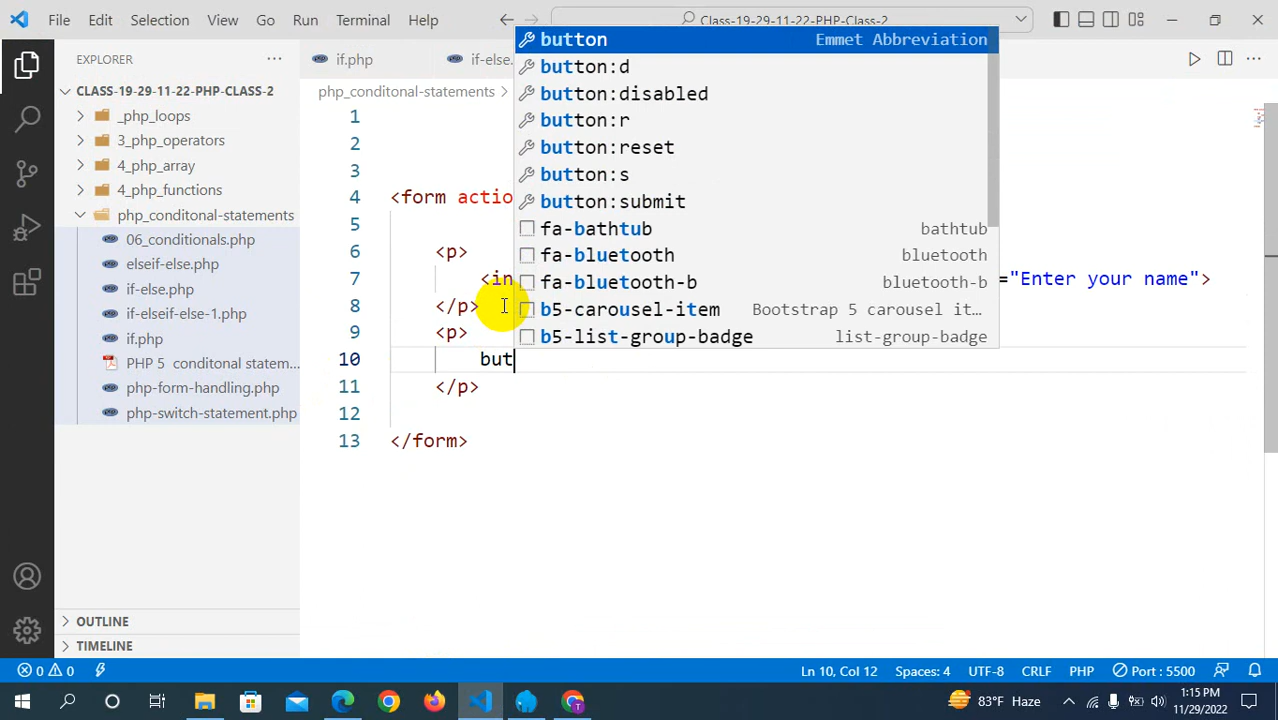 File Edit Selection View Go Run Terminal Help
Class-19-29-11-22-PHP-Class-2
EXPLORER
if.php
if-else.
CLASS-19-29-11-22-PHP-CLASS-2
_php_loops
3_php_operators
4_php_array
4_php_functions
php_conditonal-statements
06_conditionals.php
elseif-else.php
if-else.php
if-elseif-else-1.php
if.php
PHP 5 conditonal statem...
php-form-handling.php
php-switch-statement.php
OUTLINE
TIMELINE
php_conditonal-statements
1
2
3
4 <form actio
5
6 <p>
7 <in ="Enter your name">
8 </p>
9 <p>
10 but
11 </p>
12
13 </form>
button Emmet Abbreviation
button:d
button:disabled
button:r
button:reset
button:s
button:submit
fa-bathtub bathtub
fa-bluetooth bluetooth
fa-bluetooth-b bluetooth-b
b5-carousel-item Bootstrap 5 carousel it...
b5-list-group-badge list-group-badge
0 0 Ln 10, Col 12 Spaces: 4 UTF-8 CRLF PHP Port : 5500
83°F Haze 1:15 PM
11/29/2022